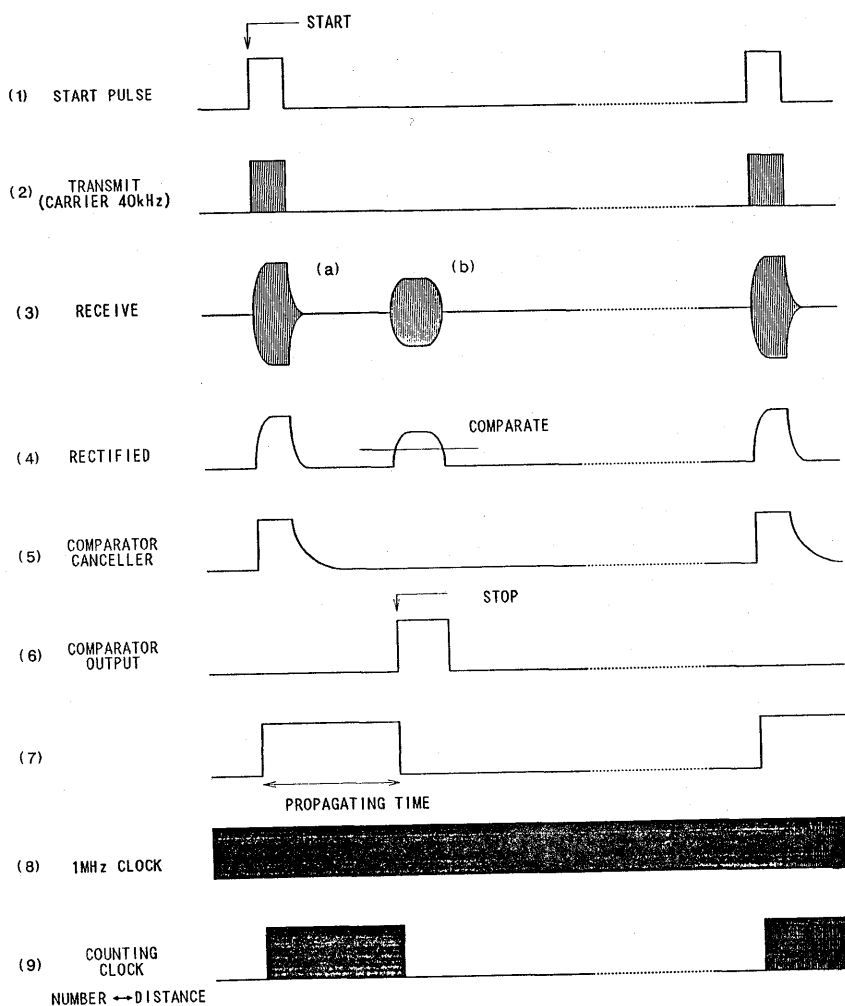 START
(1) START PULSE
(2) TRANSMIT
(CARRIER 40kHz)
(a) (b)
(3) RECEIVE
COMPARATE
(4) RECTIFIED
(5) COMPARATOR
CANCELLER
STOP
(6) COMPARATOR
OUTPUT
(7)
PROPAGATING TIME
(8) 1MHz CLOCK
(9) COUNTING
CLOCK
NUMBER ↔ DISTANCE